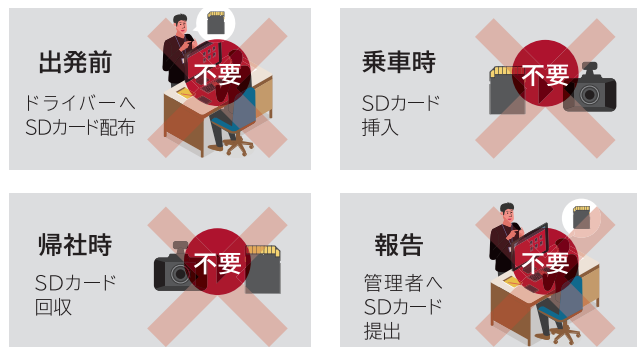 出発前
ドライバーへ
SDカード配布
不要
乗車時
SDカード
挿入
不要
帰社時
SDカード
回収
不要
報告
管理者へ
SDカード
提出
不要